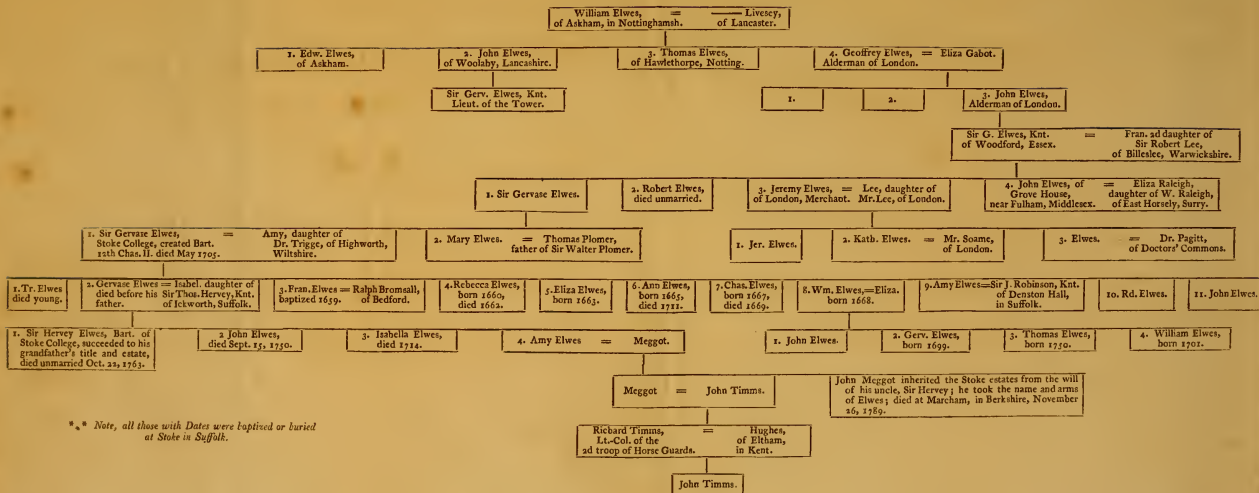 William Elwes, = —— Livesey,
of Askham, in Nottinghamsh. of Lancaster.
1. Edw. Elwes,
of Askham.
2. John Elwes,
of Woolaby, Lancashire.
3. Thomas Elwes,
of Hawlethorpe, Notting.
4. Geoffrey Elwes, = Eliza Gabot.
Alderman of London.
Sir Gerv. Elwes, Knt.
Lieut. of the Tower.
1.
2.
3. John Elwes,
Alderman of London.
Sir G. Elwes, Knt. = Fran. 2d daughter of
of Woodford, Essex. Sir Robert Lee,
of Billeslee, Warwickshire.
1. Sir Gervase Elwes.
2. Robert Elwes,
died unmarried.
3. Jeremy Elwes, = Lee, daughter of
of London, Merchant. Mr. Lee, of London.
4. John Elwes, of = Eliza Raleigh,
Grove House, daughter of W. Raleigh,
near Fulham, Middlesex. of East Horsely, Surry.
1. Sir Gervase Elwes, = Amy, daughter of
Stoke College, created Bart. Dr. Trigge, of Highworth,
12th Chas. II. died May 1705. Wiltshire.
2. Mary Elwes. = Thomas Plomer,
father of Sir Walter Plomer.
1. Jer. Elwes.
2. Kath. Elwes. = Mr. Soame,
of London.
3. Elwes. = Dr. Pagitt,
of Doctors' Commons.
1. Tr. Elwes
died young.
2. Gervase Elwes = Isabel. daughter of
died before his Sir Thos. Hervey, Knt.
father. of Ickworth, Suffolk.
3. Fran. Elwes = Ralph Bromsall,
baptized 1659. of Bedford.
4. Rebecca Elwes,
born 1660,
died 1662.
5. Eliza Elwes,
born 1663.
6. Ann Elwes,
born 1665,
died 1711.
7. Chas. Elwes,
born 1667,
died 1669.
8. Wm. Elwes, = Eliza.
born 1668.
9. Amy Elwes = Sir J. Robinson, Knt.
of Denston Hall,
in Suffolk.
10. Rd. Elwes.
11. John Elwes.
1. Sir Hervey Elwes, Bart. of
Stoke College, succeeded to his
grandfather's title and estate,
died unmarried Oct. 22, 1763.
2 John Elwes,
died Sept. 15, 1750.
3. Isabella Elwes,
died 1714.
4. Amy Elwes = Meggot.
1. John Elwes.
2. Gerv. Elwes,
born 1699.
3. Thomas Elwes,
born 1750.
4. William Elwes,
born 1701.
Meggot = John Timms.
John Meggot inherited the Stoke estates from the will
of his uncle, Sir Hervey; he took the name and arms
of Elwes; died at Marcham, in Berkshire, November
26, 1789.
Richard Timms, = Hughes,
Lt.-Col. of the of Eltham,
2d troop of Horse Guards. in Kent.
John Timms.
*** Note, all those with Dates were baptized or buried
at Stoke in Suffolk.